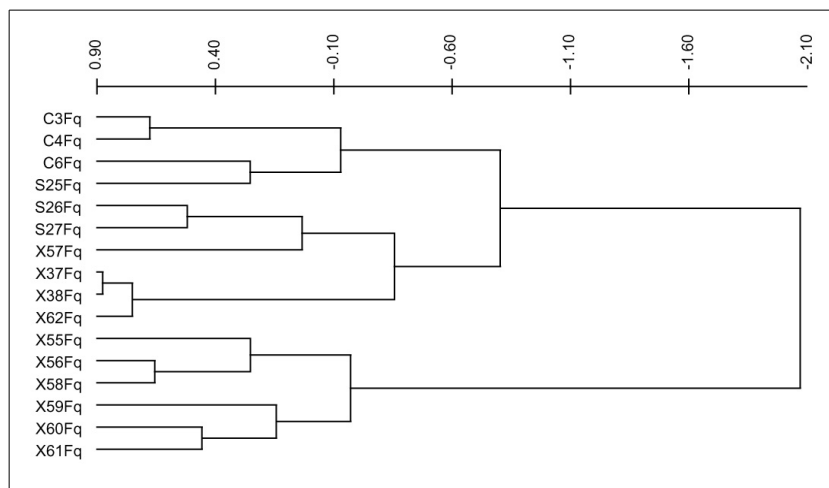 0.90 0.40 -0.10 -0.60 -1.10 -1.60 -2.10
C3Fq
C4Fq
C6Fq
S25Fq
S26Fq
S27Fq
X57Fq
X37Fq
X38Fq
X62Fq
X55Fq
X56Fq
X58Fq
X59Fq
X60Fq
X61Fq